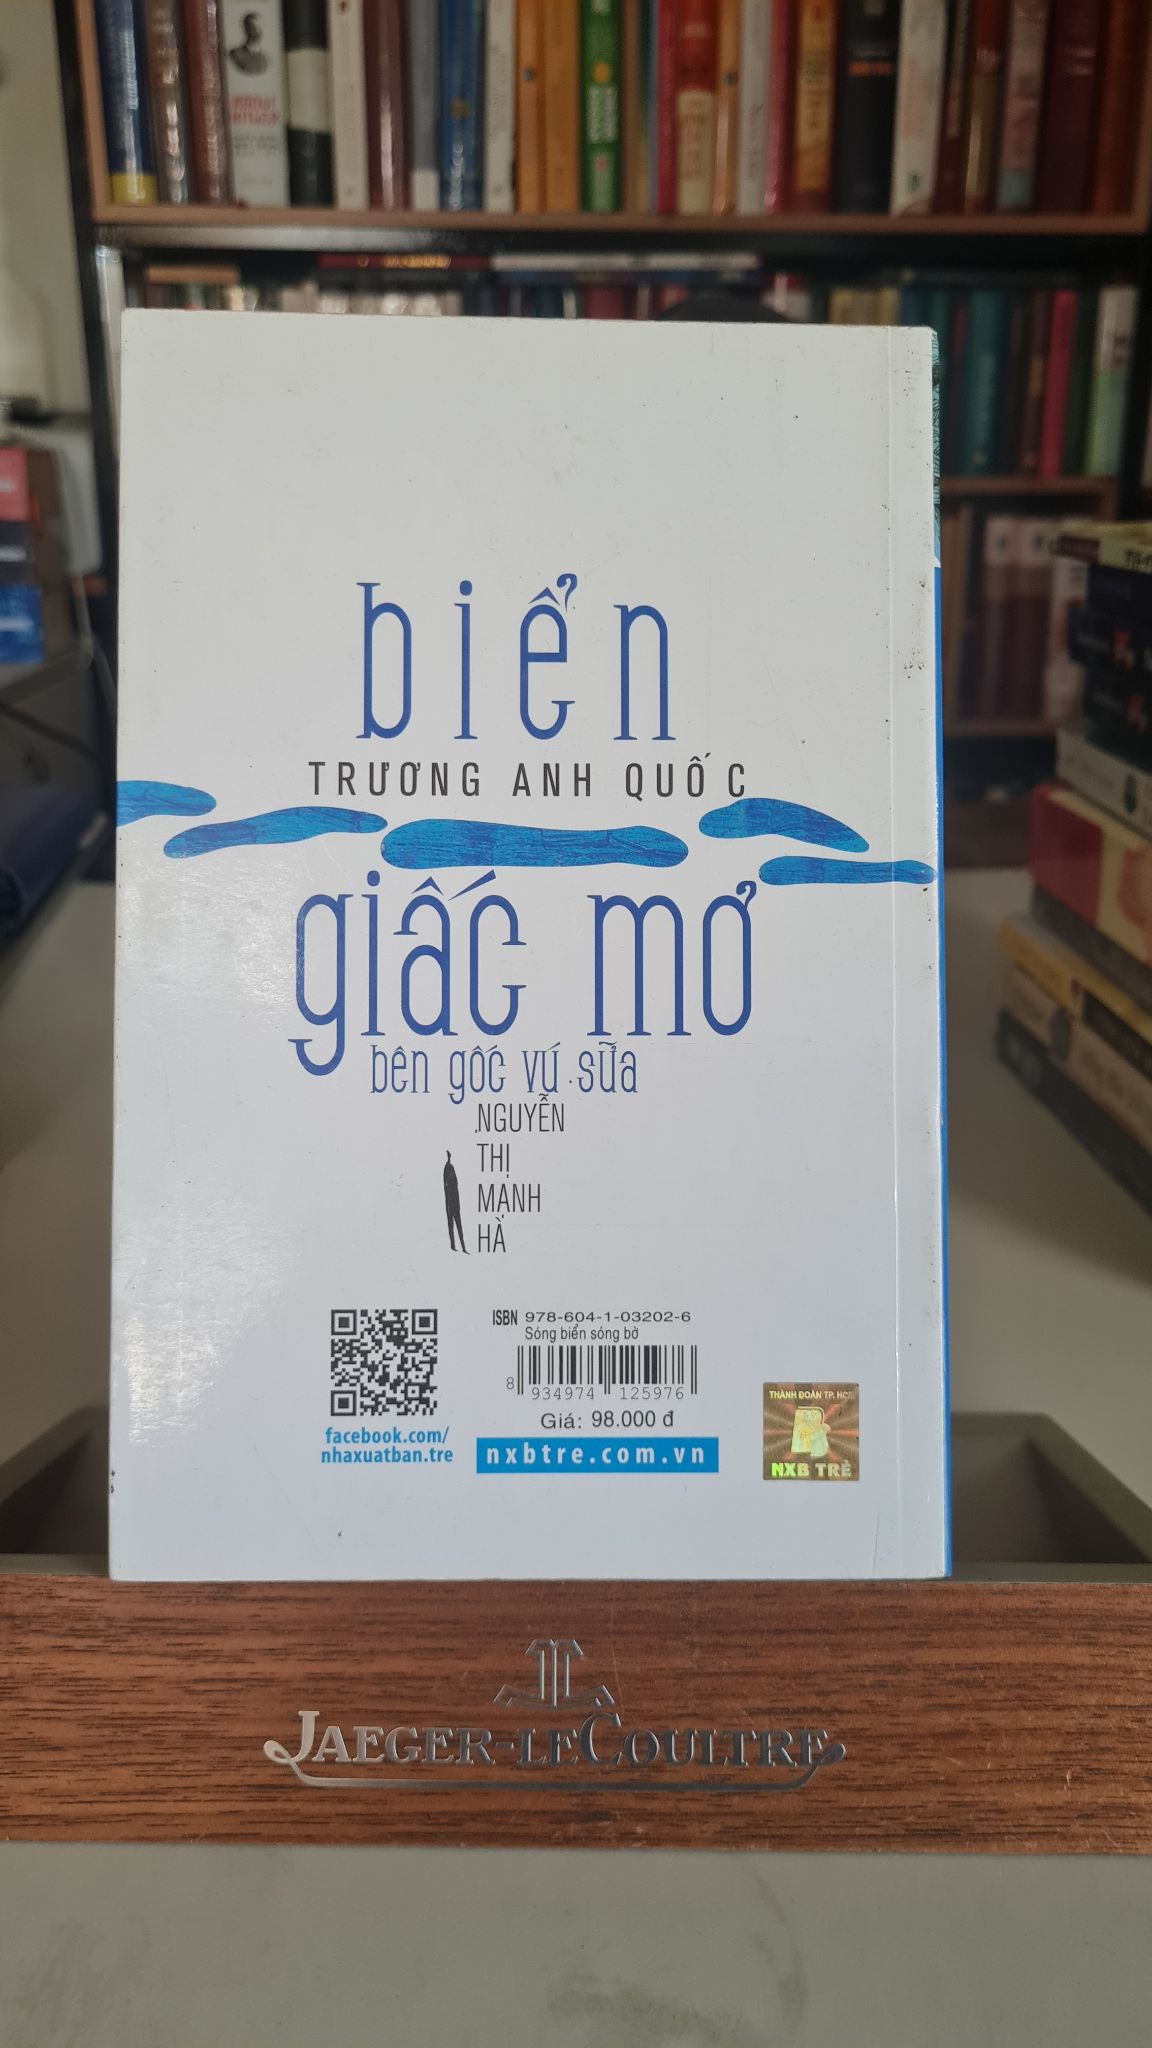 biển
TRƯƠNG ANH QUỐC
giấc mơ
bên gốc vú sữa
NGUYỄN
THỊ
MẠNH
HÀ
ISBN 978-604-1-03202-6
Sóng biển sóng bờ
8 934974 125976
Giá: 98.000 đ
facebook.com/
nhaxuatban.tre
nxbtre.com.vn
THÀNH ĐOÀN TP. HCM
NXB TRẺ
JAEGER-LECOULTRE